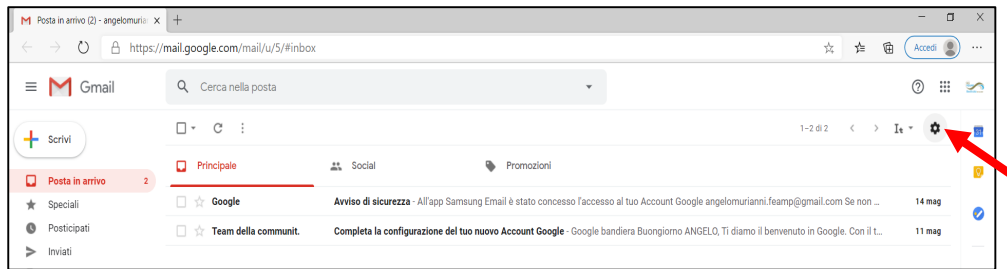 Posta in arrivo (2) - angelomuria
https://mail.google.com/mail/u/5/#inbox
Accedi
Gmail
Cerca nella posta
Scrivi
1–2 di 2
Principale
Social
Promozioni
Posta in arrivo 2
Speciali
Posticipati
Inviati
Google Avviso di sicurezza - All'app Samsung Email è stato concesso l'accesso al tuo Account Google angelomurianni.feamp@gmail.com Se non ... 14 mag
Team della communit. Completa la configurazione del tuo nuovo Account Google - Google bandiera Buongiorno ANGELO, Ti diamo il benvenuto in Google. Con il t... 11 mag